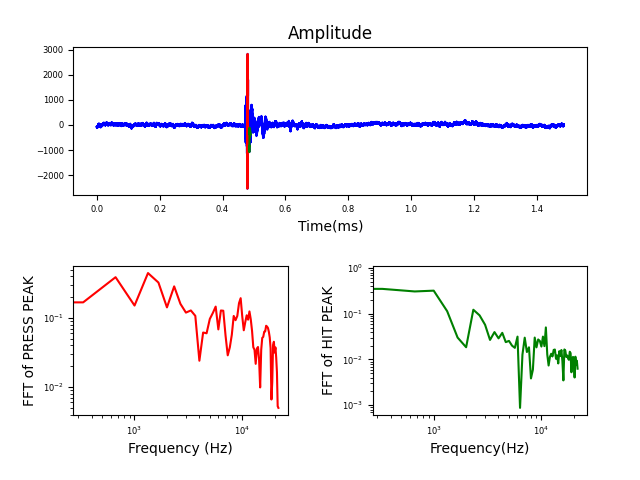 Amplitude
3000
2000
1000
0
−1000
−2000
0.0 0.2 0.4 0.6 0.8 1.0 1.2 1.4
Time(ms)
FFT of PRESS PEAK
10⁻¹
10⁻²
10³ 10⁴
Frequency (Hz)
FFT of HIT PEAK
10⁰
10⁻¹
10⁻²
10⁻³
10³ 10⁴
Frequency(Hz)